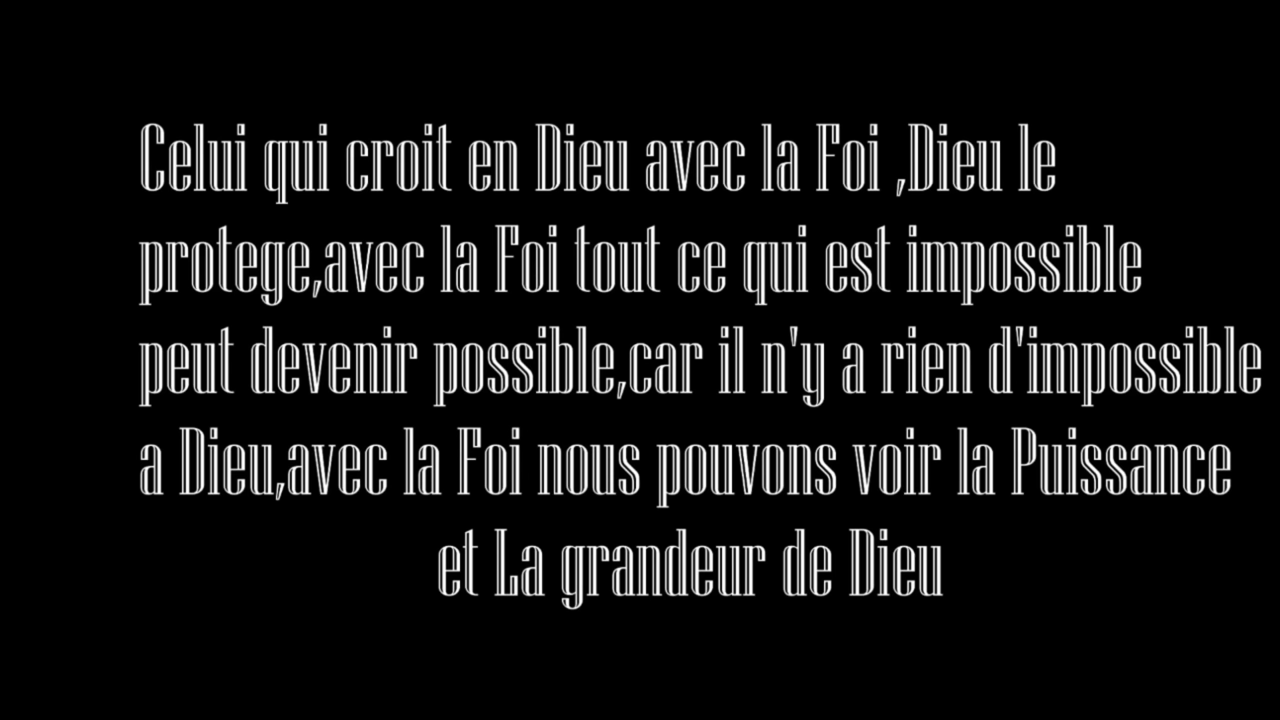 Celui qui croit en Dieu avec la Foi ,Dieu le
protege,avec la Foi tout ce qui est impossible
peut devenir possible,car il n'y a rien d'impossible
a Dieu,avec la Foi nous pouvons voir la Puissance
et La grandeur de Dieu